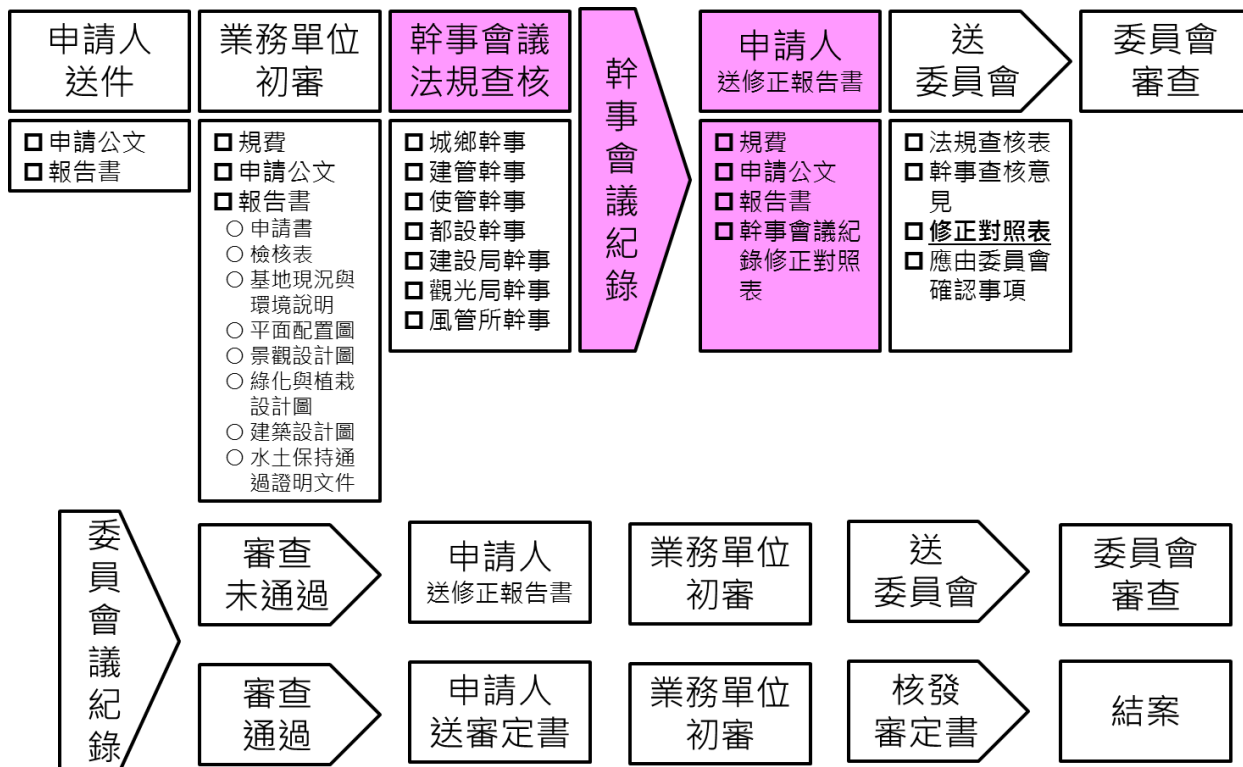 申請人
送件
業務單位
初審
幹事會議
法規查核
幹事會議紀錄
申請人
送修正報告書
送
委員會
委員會
審查
申請公文
報告書
規費
申請公文
報告書
申請書
檢核表
基地現況與
環境說明
平面配置圖
景觀設計圖
綠化與植栽
設計圖
建築設計圖
水土保持通
過證明文件
城鄉幹事
建管幹事
使管幹事
都設幹事
建設局幹事
觀光局幹事
風管所幹事
規費
申請公文
報告書
幹事會議紀
錄修正對照
表
法規查核表
幹事查核意
見
修正對照表
應由委員會
確認事項
委員會議紀錄
審查
未通過
申請人
送修正報告書
業務單位
初審
送
委員會
委員會
審查
審查
通過
申請人
送審定書
業務單位
初審
核發
審定書
結案